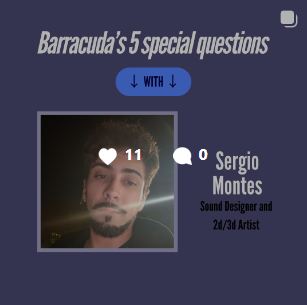 Barracuda's 5 special questions
↓ WITH ↓
11 0
Sergio
Montes
Sound Designer and
2d/3d Artist